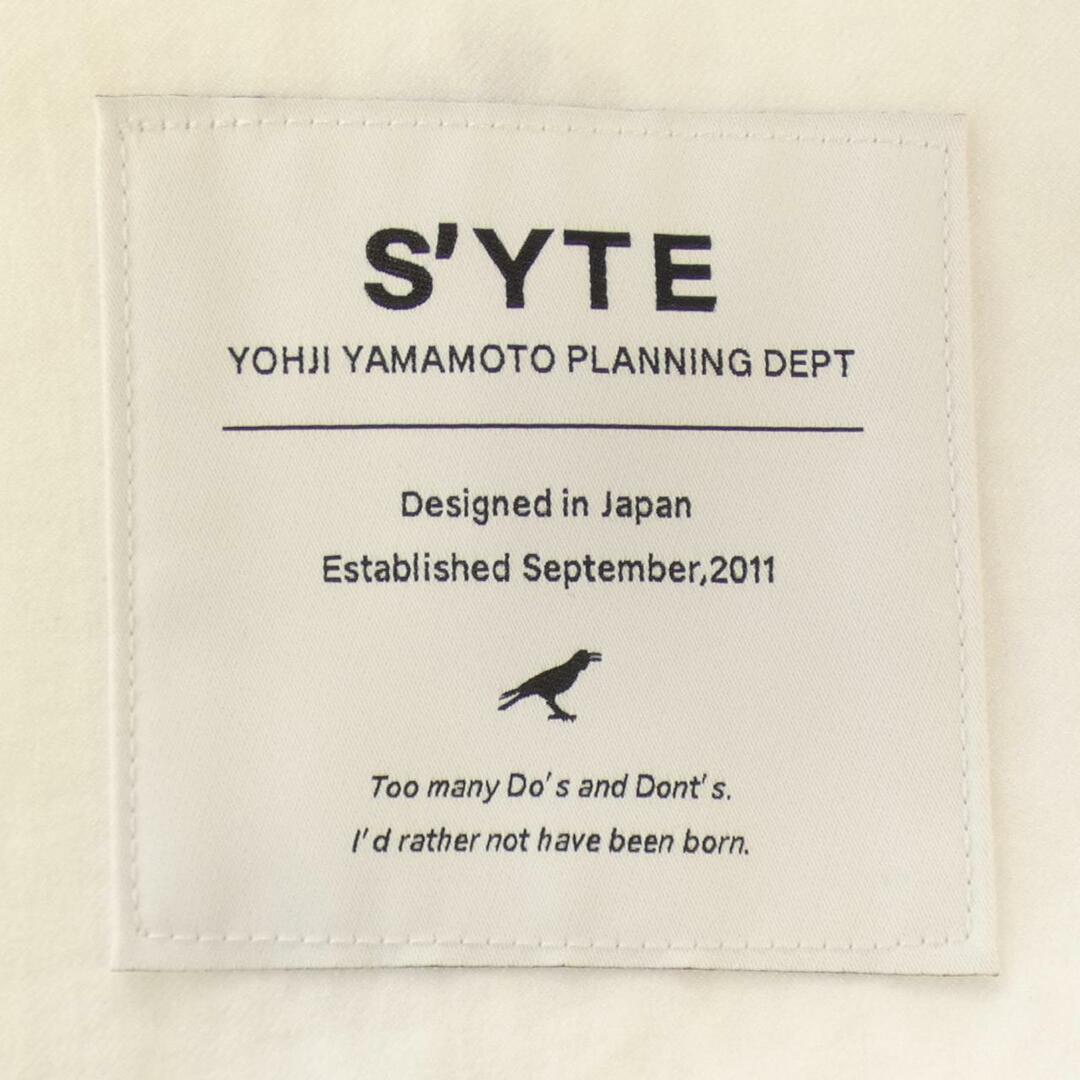 S'YTE
YOHJI YAMAMOTO PLANNING DEPT
Designed in Japan
Established September,2011
Too many Do's and Dont's.
I'd rather not have been born.